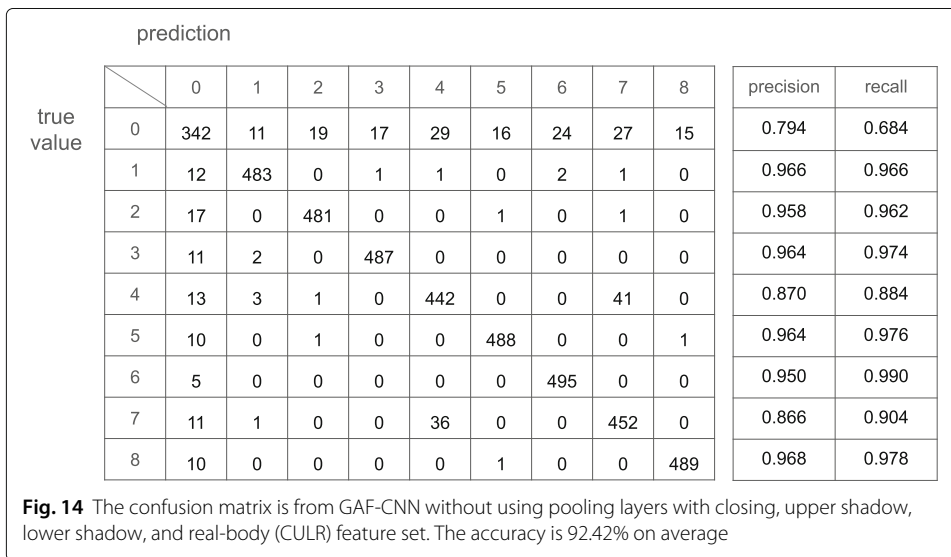 prediction
0 1 2 3 4 5 6 7 8 precision recall
true value
0 342 11 19 17 29 16 24 27 15 0.794 0.684
1 12 483 0 1 1 0 2 1 0 0.966 0.966
2 17 0 481 0 0 1 0 1 0 0.958 0.962
3 11 2 0 487 0 0 0 0 0 0.964 0.974
4 13 3 1 0 442 0 0 41 0 0.870 0.884
5 10 0 1 0 0 488 0 0 1 0.964 0.976
6 5 0 0 0 0 0 495 0 0 0.950 0.990
7 11 1 0 0 36 0 0 452 0 0.866 0.904
8 10 0 0 0 0 1 0 0 489 0.968 0.978
Fig. 14 The confusion matrix is from GAF-CNN without using pooling layers with closing, upper shadow,
lower shadow, and real-body (CULR) feature set. The accuracy is 92.42% on average